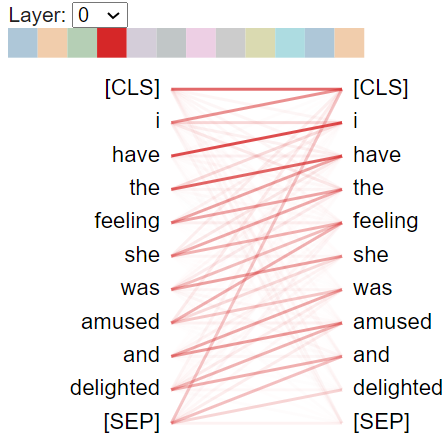 Layer: 0
[CLS] [CLS]
i i
have have
the the
feeling feeling
she she
was was
amused amused
and and
delighted delighted
[SEP] [SEP]